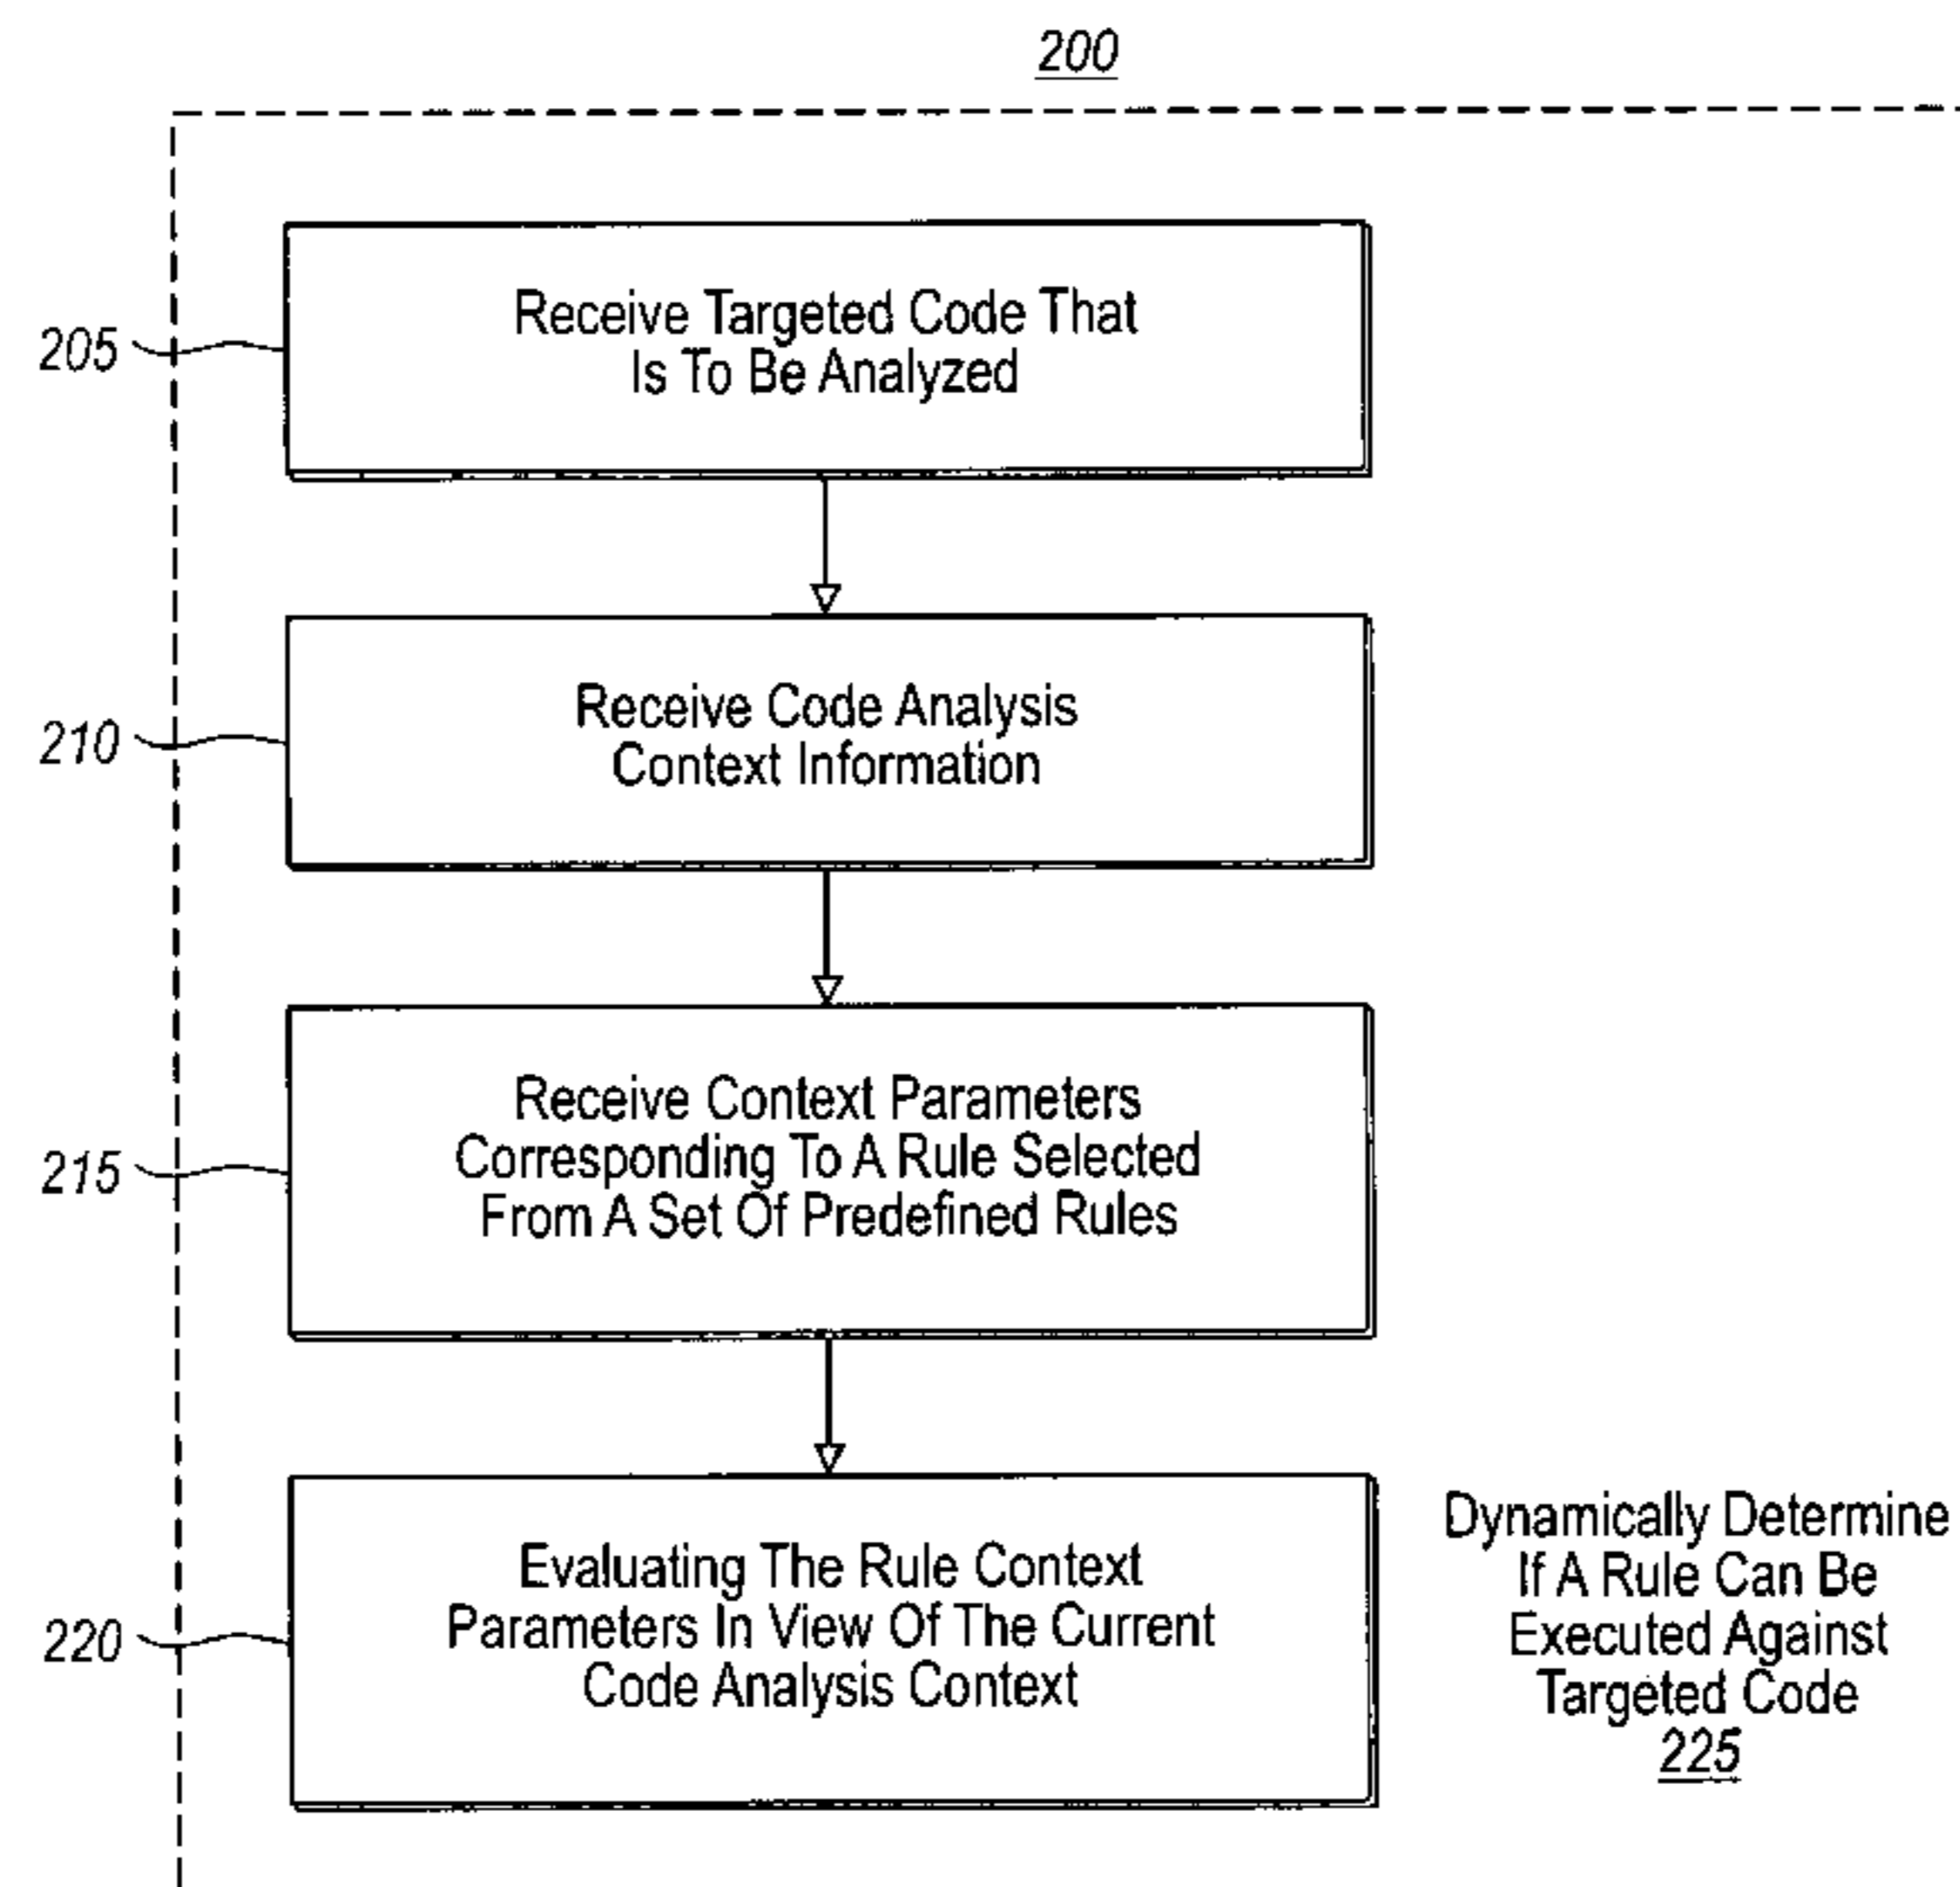 200
205
Receive Targeted Code That
Is To Be Analyzed
210
Receive Code Analysis
Context Information
215
Receive Context Parameters
Corresponding To A Rule Selected
From A Set Of Predefined Rules
220
Evaluating The Rule Context
Parameters In View Of The Current
Code Analysis Context
Dynamically Determine
If A Rule Can Be
Executed Against
Targeted Code
225